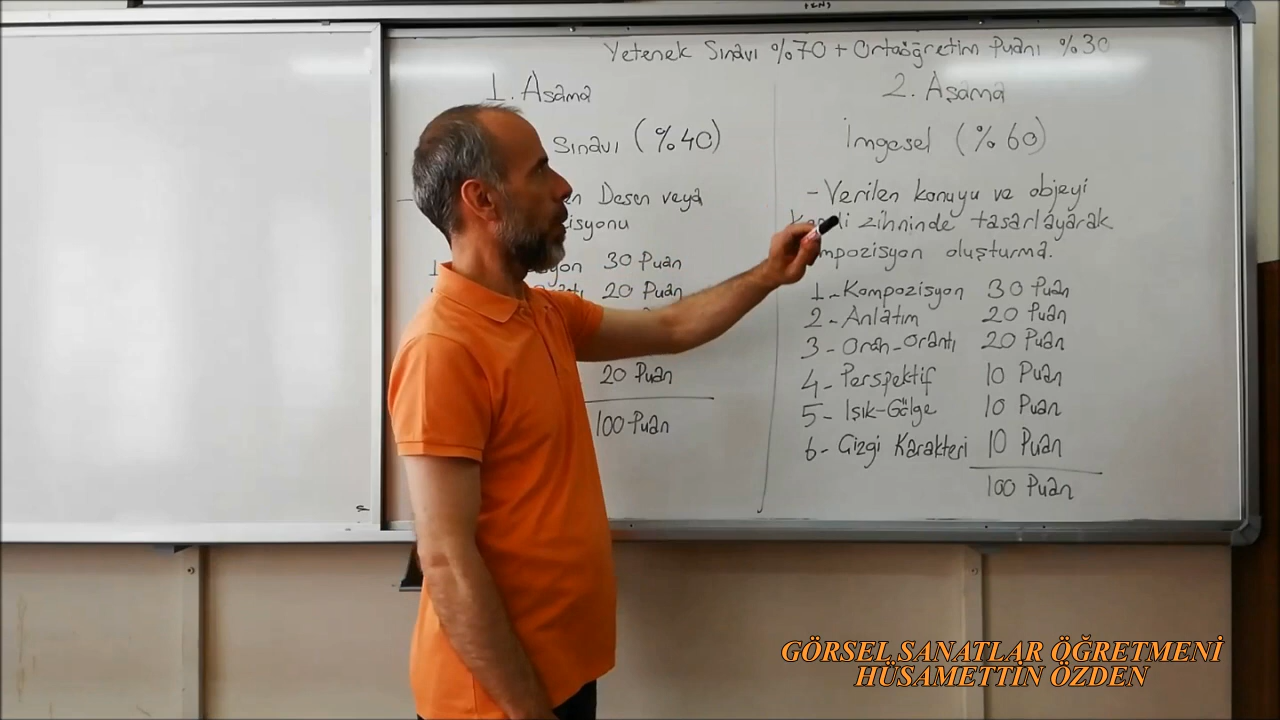 Yetenek Sınavı %70 + Ortaöğretim Puanı %30
1. Aşama
Sınavı (%40)
Desen veya
30 Puan
20 Puan
20 Puan
100 Puan
2. Aşama
İmgesel (%60)
- Verilen konuyu ve objeyi
zihninde tasarlayarak
oluşturma.
1- Kompozisyon 30 Puan
2- Anlatım 20 Puan
3- Oran-Orantı 20 Puan
4- Perspektif 10 Puan
5- Işık-Gölge 10 Puan
6- Çizgi Karakteri 10 Puan
100 Puan
GÖRSEL SANATLAR ÖĞRETMENİ
HÜSAMETTİN ÖZDEN